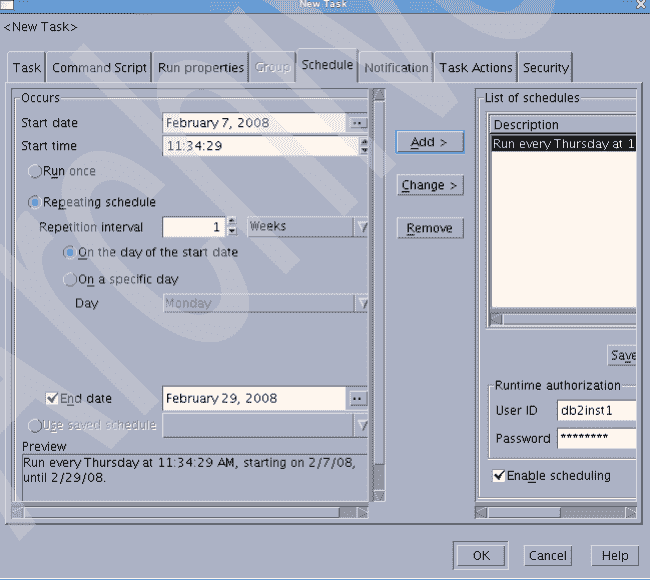 New Task
<New Task>
Task Command Script Run properties Group Schedule Notification Task Actions Security
Occurs
Start date February 7, 2008
Start time 11:34:29
Run once
Repeating schedule
Repetition interval 1 Weeks
On the day of the start date
On a specific day
Day Monday
End date February 29, 2008
Use saved schedule
Preview
Run every Thursday at 11:34:29 AM, starting on 2/7/08,
until 2/29/08.
Add >
Change >
Remove
List of schedules
Description
Run every Thursday at 1
Save
Runtime authorization
User ID db2inst1
Password ********
Enable scheduling
OK Cancel Help
Archive